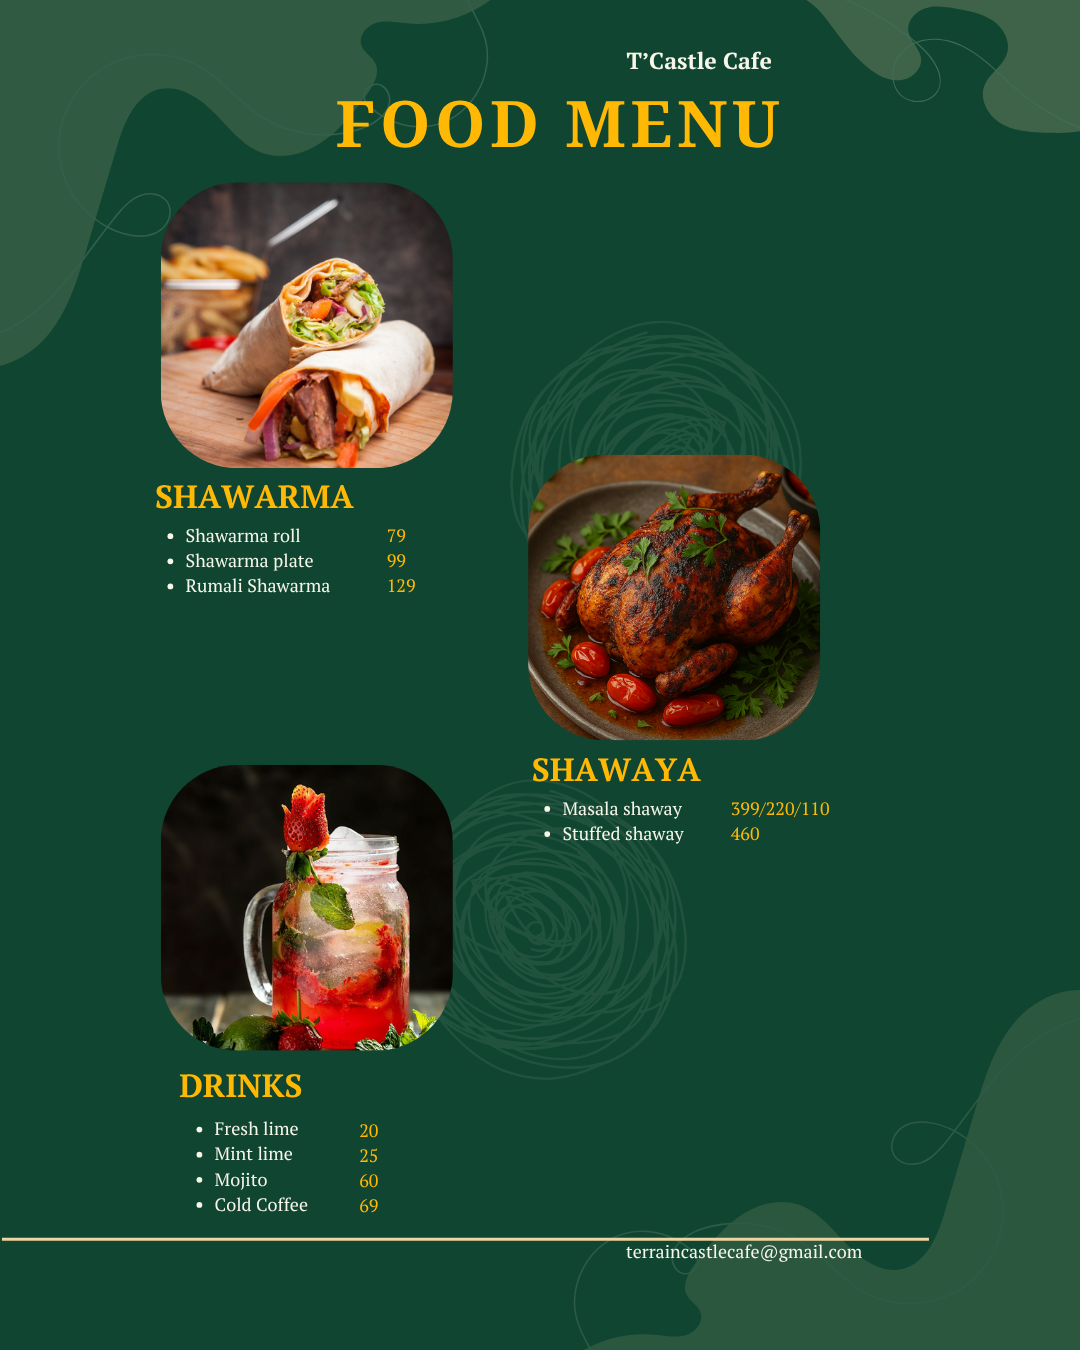 T’Castle Cafe
FOOD MENU
SHAWARMA
• Shawarma roll 79
• Shawarma plate 99
• Rumali Shawarma 129
SHAWAYA
• Masala shaway 399/220/110
• Stuffed shaway 460
DRINKS
• Fresh lime 20
• Mint lime 25
• Mojito 60
• Cold Coffee 69
terraincastlecafe@gmail.com